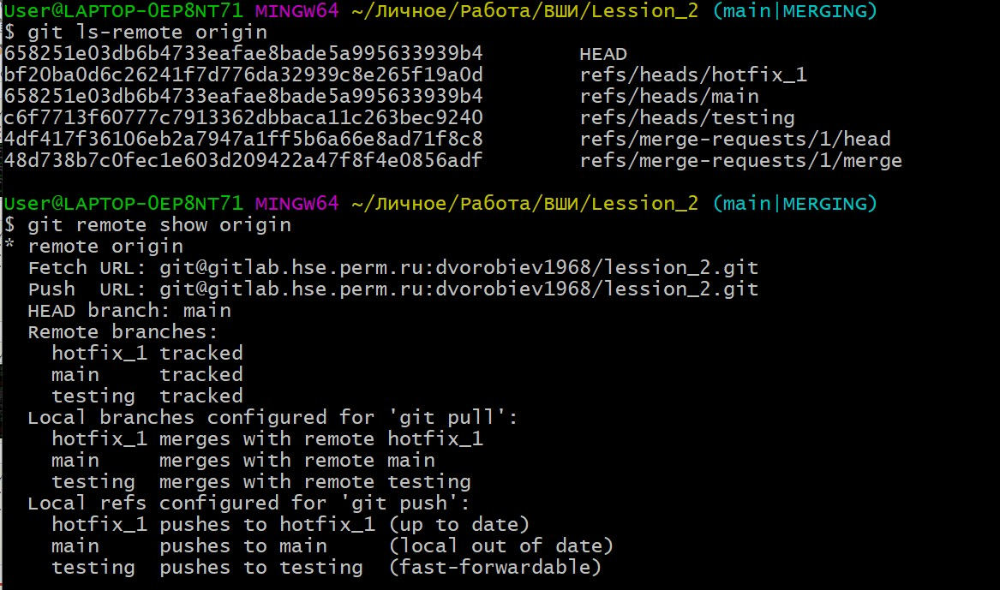 User@LAPTOP-0EP8NT71 MINGW64 ~/Личное/Работа/ВШИ/Lession_2 (main|MERGING)
$ git ls-remote origin
658251e03db6b4733eafae8bade5a995633939b4        HEAD
bf20ba0d6c26241f7d776da32939c8e265f19a0d        refs/heads/hotfix_1
658251e03db6b4733eafae8bade5a995633939b4        refs/heads/main
c6f7713f60777c7913362dbbaca11c263bec9240        refs/heads/testing
4df417f36106eb2a7947a1ff5b6a66e8ad71f8c8        refs/merge-requests/1/head
48d738b7c0fec1e603d209422a47f8f4e0856adf        refs/merge-requests/1/merge
User@LAPTOP-0EP8NT71 MINGW64 ~/Личное/Работа/ВШИ/Lession_2 (main|MERGING)
$ git remote show origin
* remote origin
  Fetch URL: git@gitlab.hse.perm.ru:dvorobiev1968/lession_2.git
  Push  URL: git@gitlab.hse.perm.ru:dvorobiev1968/lession_2.git
  HEAD branch: main
  Remote branches:
    hotfix_1 tracked
    main     tracked
    testing  tracked
  Local branches configured for 'git pull':
    hotfix_1 merges with remote hotfix_1
    main     merges with remote main
    testing  merges with remote testing
  Local refs configured for 'git push':
    hotfix_1 pushes to hotfix_1 (up to date)
    main     pushes to main     (local out of date)
    testing  pushes to testing  (fast-forwardable)